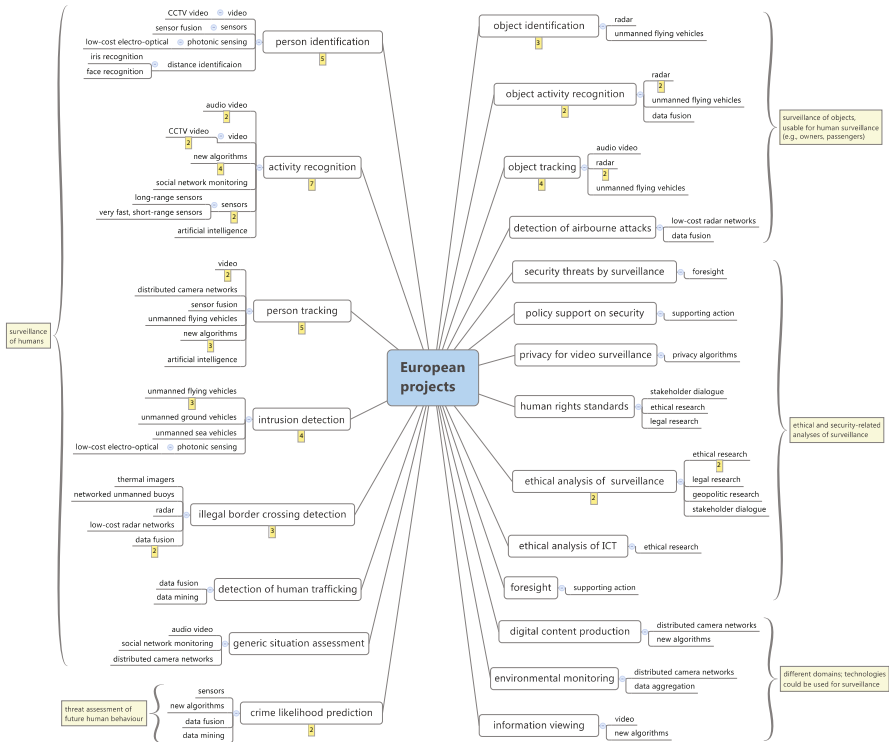 European
projects
CCTV video
video
sensor fusion
sensors
low-cost electro-optical
photonic sensing
iris recognition
face recognition
distance identificaion
person identification
5
audio video
2
CCTV video
2
video
new algorithms
4
social network monitoring
long-range sensors
very fast, short-range sensors
sensors
2
artificial intelligence
activity recognition
7
video
2
distributed camera networks
sensor fusion
unmanned flying vehicles
new algorithms
3
artificial intelligence
person tracking
5
surveillance
of humans
unmanned flying vehicles
3
unmanned ground vehicles
unmanned sea vehicles
low-cost electro-optical
photonic sensing
intrusion detection
4
thermal imagers
networked unmanned buoys
radar
low-cost radar networks
data fusion
2
illegal border crossing detection
3
data fusion
data mining
detection of human trafficking
audio video
social network monitoring
distributed camera networks
generic situation assessment
threat assessment of
future human behaviour
sensors
new algorithms
data fusion
data mining
crime likelihood prediction
2
object identification
3
radar
unmanned flying vehicles
object activity recognition
2
radar
2
unmanned flying vehicles
data fusion
surveillance of objects,
usable for human surveillance
(e.g., owners, passengers)
object tracking
4
audio video
radar
2
unmanned flying vehicles
detection of airbourne attacks
low-cost radar networks
data fusion
security threats by surveillance
foresight
policy support on security
supporting action
privacy for video surveillance
privacy algorithms
human rights standards
stakeholder dialogue
ethical research
legal research
ethical and security-related
analyses of surveillance
ethical analysis of surveillance
2
ethical research
2
legal research
geopolitic research
stakeholder dialogue
ethical analysis of ICT
ethical research
foresight
supporting action
digital content production
distributed camera networks
new algorithms
environmental monitoring
distributed camera networks
data aggregation
different domains; technologies
could be used for surveillance
information viewing
video
new algorithms